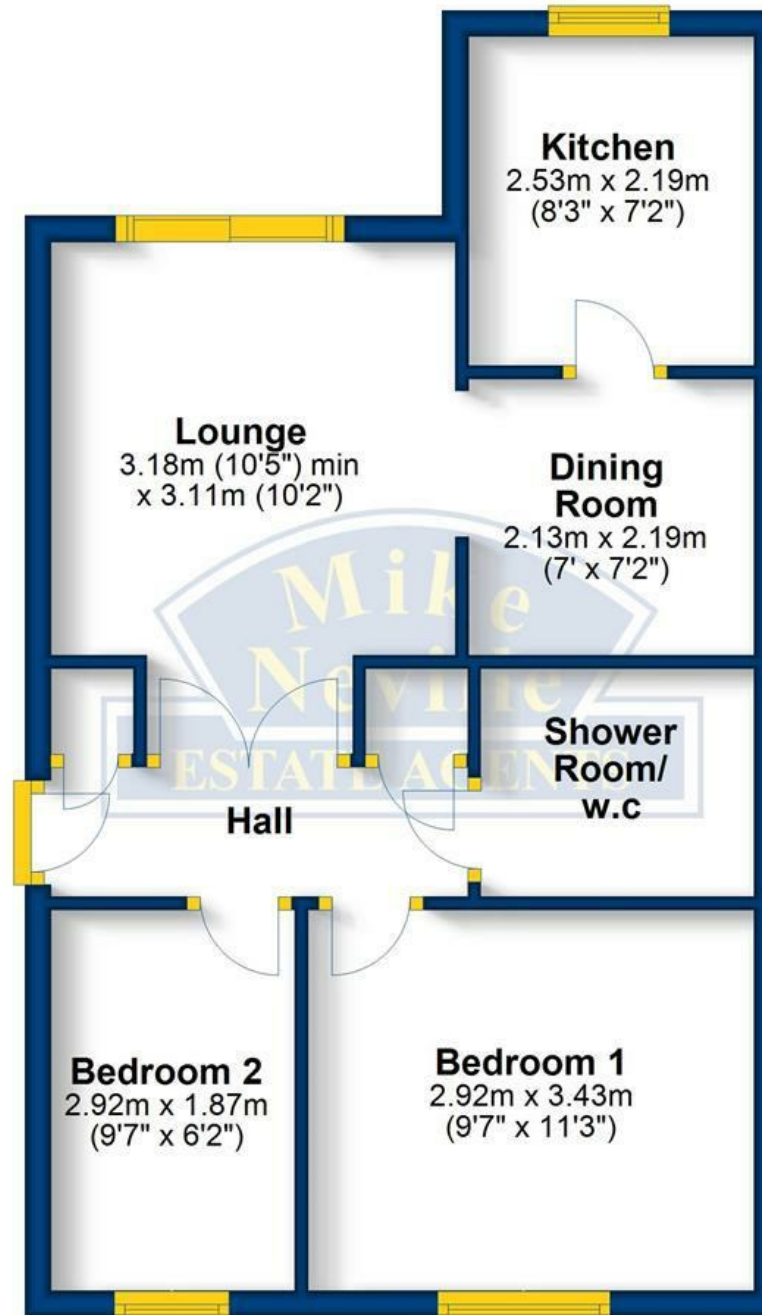 Kitchen
2.53m x 2.19m
(8'3" x 7'2")
Lounge
3.18m (10'5") min
x 3.11m (10'2")
Dining
Room
2.13m x 2.19m
(7' x 7'2")
Mike
Neville
ESTATE AGENTS
Shower
Room/
w.c
Hall
Bedroom 2
2.92m x 1.87m
(9'7" x 6'2")
Bedroom 1
2.92m x 3.43m
(9'7" x 11'3")